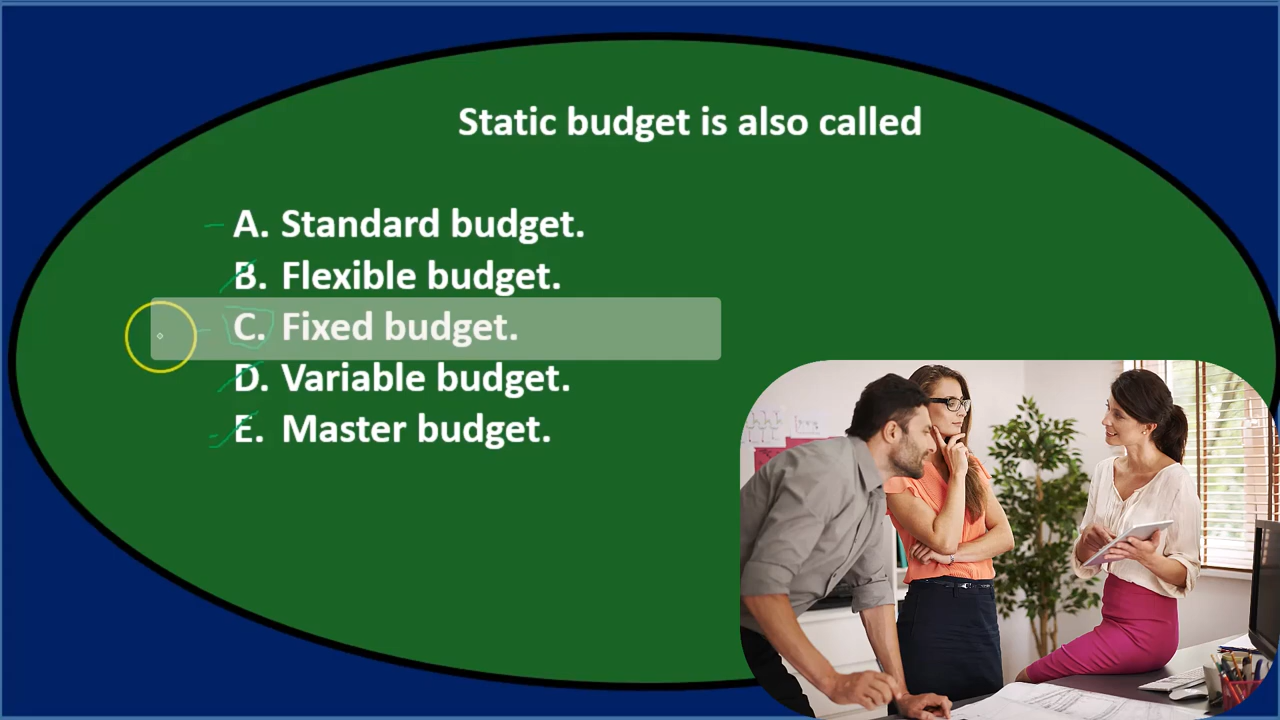 Static budget is also called
A. Standard budget.
B. Flexible budget.
C. Fixed budget.
D. Variable budget.
E. Master budget.